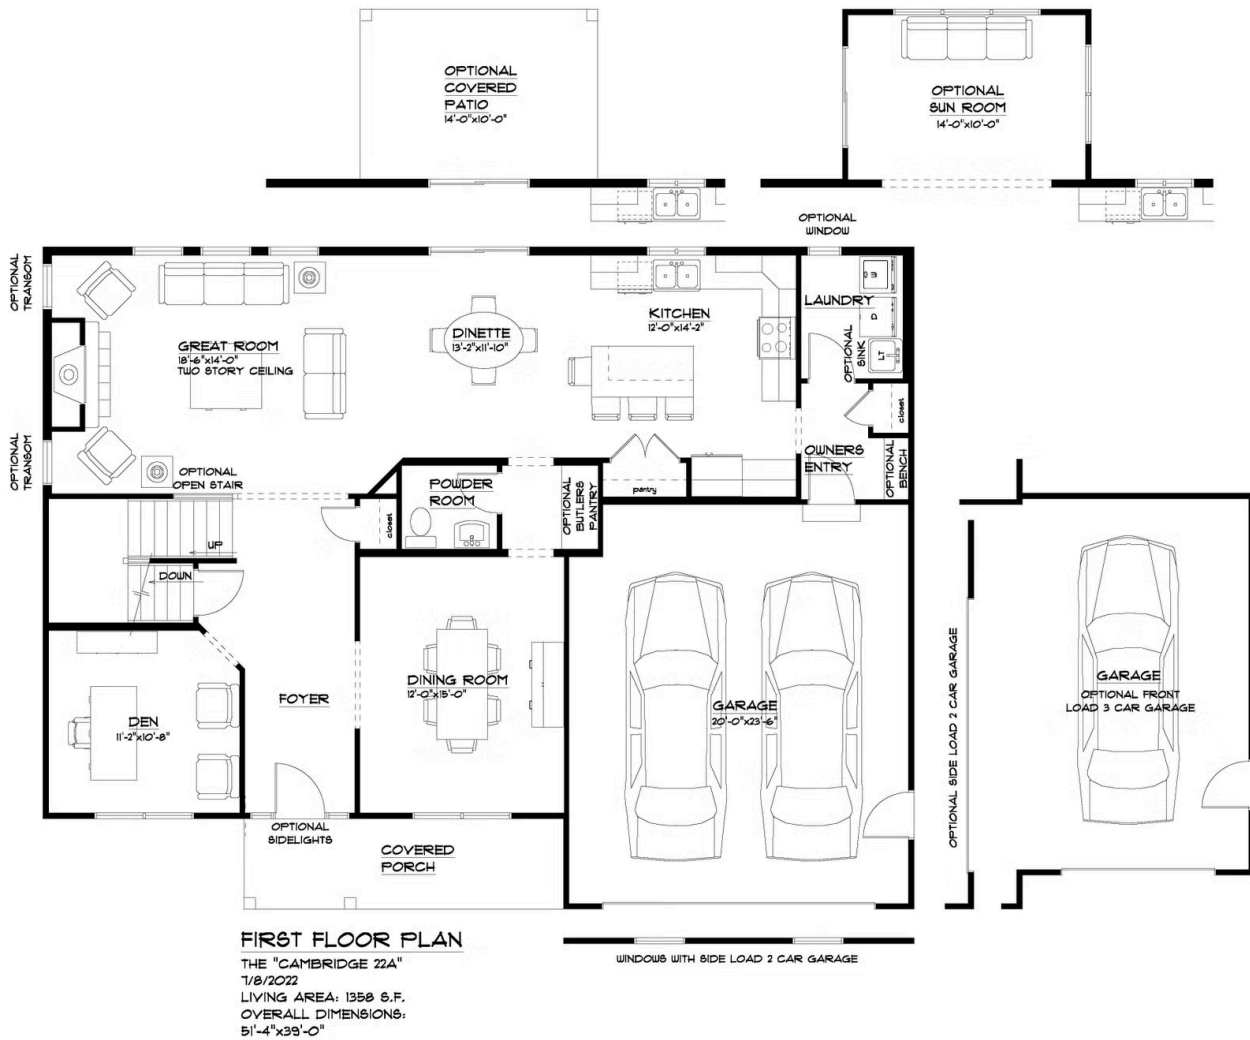 OPTIONAL
COVERED
PATIO
14'-0"x10'-0"
OPTIONAL
SUN ROOM
14'-0"x10'-0"
OPTIONAL
WINDOW
OPTIONAL
TRANSOM
GREAT ROOM
18'-6"x14'-0"
TWO STORY CEILING
DINETTE
13'-2"x11'-10"
KITCHEN
12'-0"x14'-2"
LAUNDRY
W
D
OPTIONAL
SINK
LT
closet
OPTIONAL
TRANSOM
OPTIONAL
OPEN STAIR
POWDER
ROOM
OPTIONAL
BUTLERS
PANTRY
pantry
OWNERS
ENTRY
OPTIONAL
BENCH
closet
UP
DOWN
DEN
11'-2"x10'-8"
FOYER
DINING ROOM
12'-0"x15'-0"
GARAGE
20'-0"x23'-6"
OPTIONAL SIDE LOAD 2 CAR GARAGE
GARAGE
OPTIONAL FRONT
LOAD 3 CAR GARAGE
OPTIONAL
SIDELIGHTS
COVERED
PORCH
FIRST FLOOR PLAN
THE "CAMBRIDGE 22A"
7/8/2022
LIVING AREA: 1358 S.F.
OVERALL DIMENSIONS:
51'-4"x39'-0"
WINDOWS WITH SIDE LOAD 2 CAR GARAGE